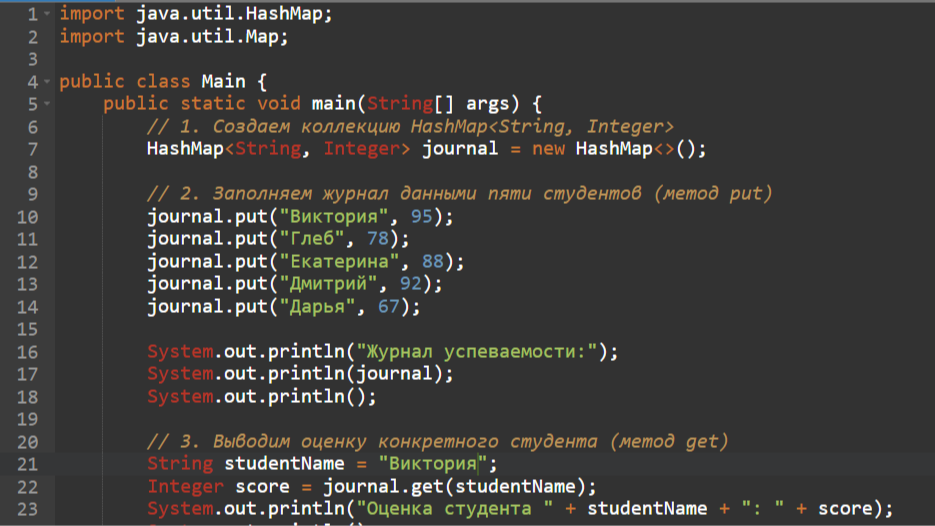 1 import java.util.HashMap;
2 import java.util.Map;
3
4 public class Main {
5 public static void main(String[] args) {
6 // 1. Создаем коллекцию HashMap<String, Integer>
7 HashMap<String, Integer> journal = new HashMap<>();
8
9 // 2. Заполняем журнал данными пяти студентов (метод put)
10 journal.put("Виктория", 95);
11 journal.put("Глеб", 78);
12 journal.put("Екатерина", 88);
13 journal.put("Дмитрий", 92);
14 journal.put("Дарья", 67);
15
16 System.out.println("Журнал успеваемости:");
17 System.out.println(journal);
18 System.out.println();
19
20 // 3. Выводим оценку конкретного студента (метод get)
21 String studentName = "Виктория";
22 Integer score = journal.get(studentName);
23 System.out.println("Оценка студента " + studentName + ": " + score);